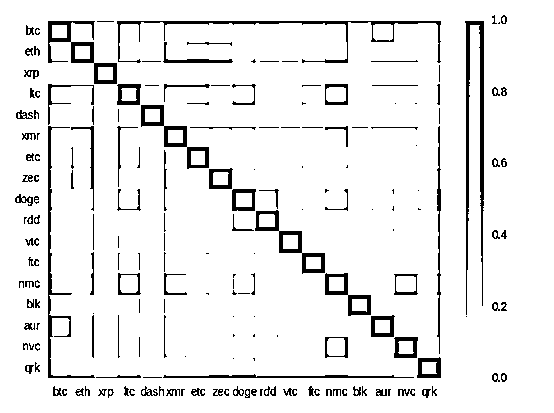 btc
eth
xrp
ltc
dash
xmr
etc
zec
doge
rdd
vtc
ftc
nmc
blk
aur
nvc
qrk
btc eth xrp ltc dash xmr etc zec doge rdd vtc ftc nmc blk aur nvc qrk
1.0
0.8
0.6
0.4
0.2
0.0